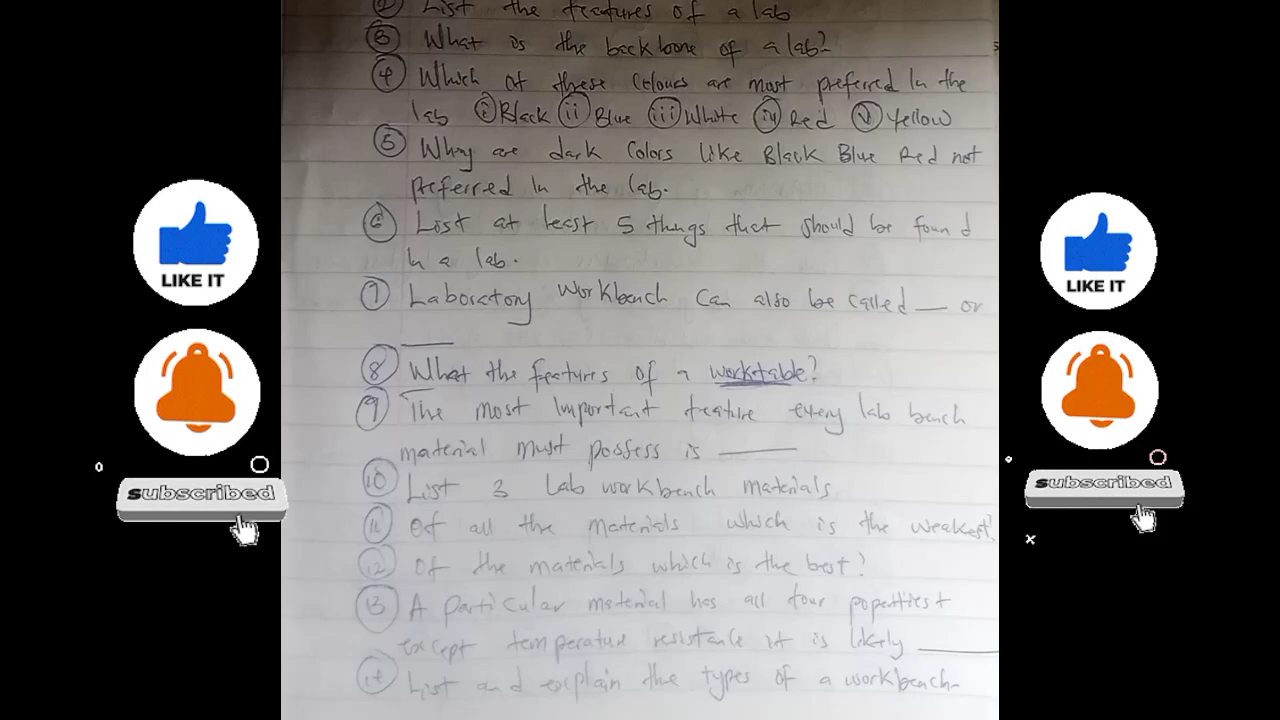 ② List the features of a lab
③ What is the backbone of a lab?
④ Which of these Colours are most preferred in the
lab ⓘ Black ⓘⓘ Blue ⓘⓘⓘ White ⓘⓥ Red ⓥ Yellow
⑤ Why are dark Colors like Black Blue Red not
preferred in the lab.
⑥ List at least 5 things that should be found
in a lab.
⑦ Laboratory Workbench Can also be called __ or
__
⑧ What the features of a worktable?
⑨ The most important feature every lab bench
material must possess is ____
⑩ List 3 Lab workbench materials
⑪ Of all the materials which is the weakest?
⑫ Of the materials which is the best?
⑬ A particular material has all four
except temperature resistance it is likely ____
⑭ List and explain the types of a workbench-
LIKE IT
subscribed
LIKE IT
subscribed